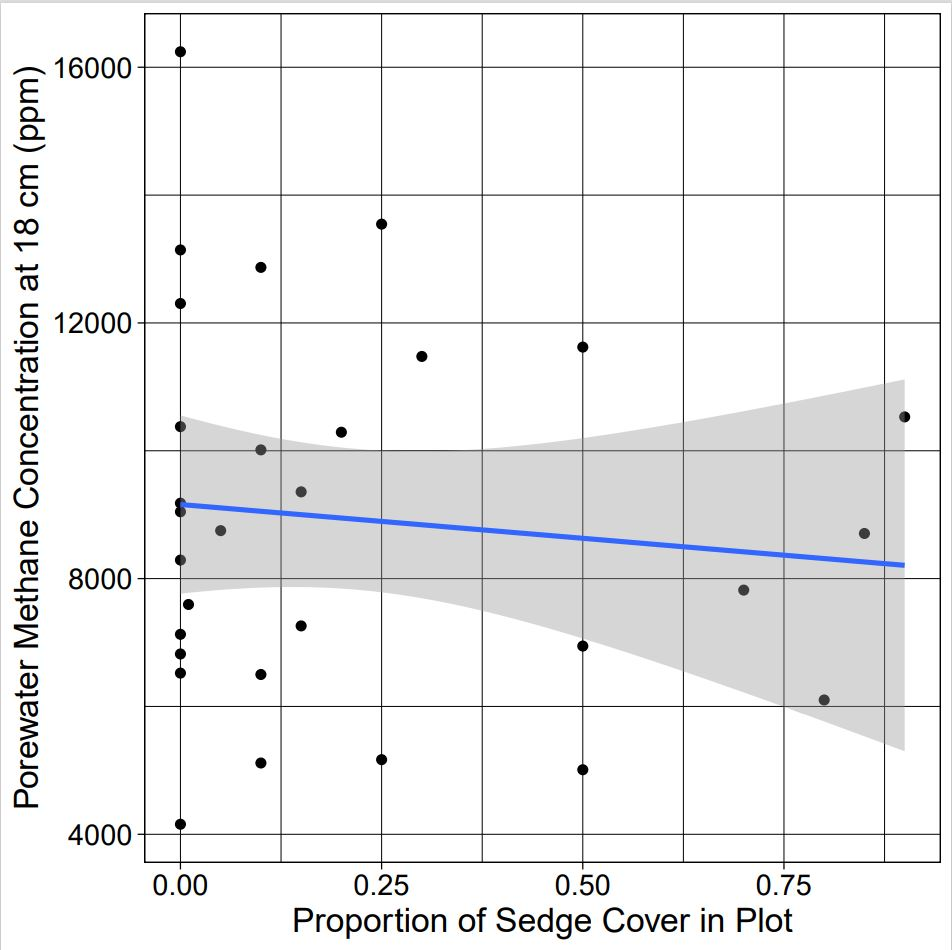 Porewater Methane Concentration at 18 cm (ppm)
16000
12000
8000
4000
0.00 0.25 0.50 0.75
Proportion of Sedge Cover in Plot